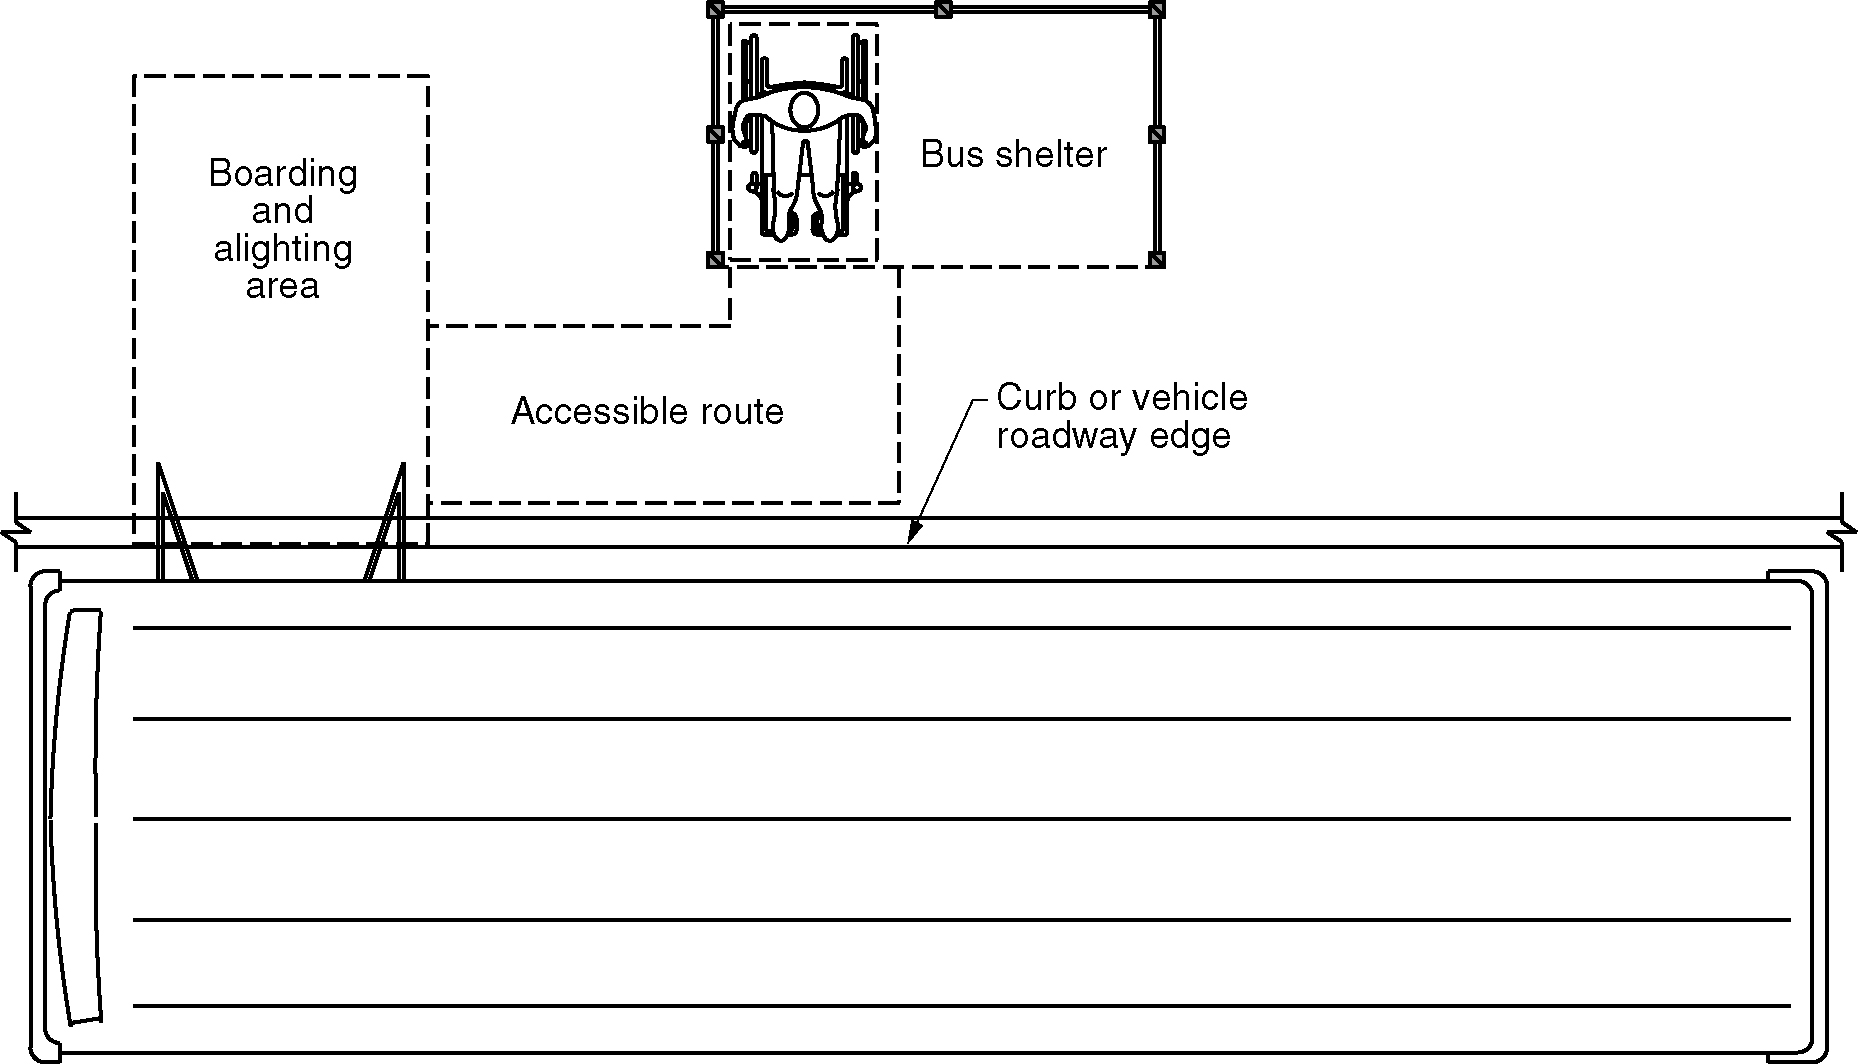 Boarding
and
alighting
area
Bus shelter
Accessible route
Curb or vehicle
roadway edge